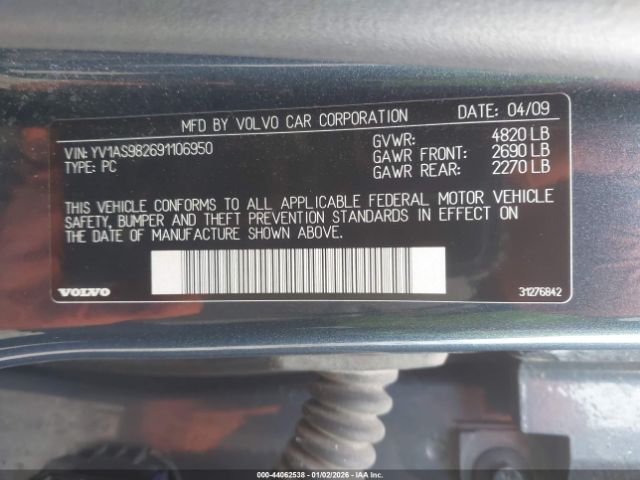 MFD BY VOLVO CAR CORPORATION DATE: 04/09
VIN: YV1AS982691106950 GVWR: 4820 LB
TYPE: PC GAWR FRONT: 2690 LB
GAWR REAR: 2270 LB
THIS VEHICLE CONFORMS TO ALL APPLICABLE FEDERAL MOTOR VEHICLE
SAFETY, BUMPER AND THEFT PREVENTION STANDARDS IN EFFECT ON
THE DATE OF MANUFACTURE SHOWN ABOVE.
VOLVO 31276842
000-44062538 - 01/02/2026 - COPYRIGHT IAA, LLC.